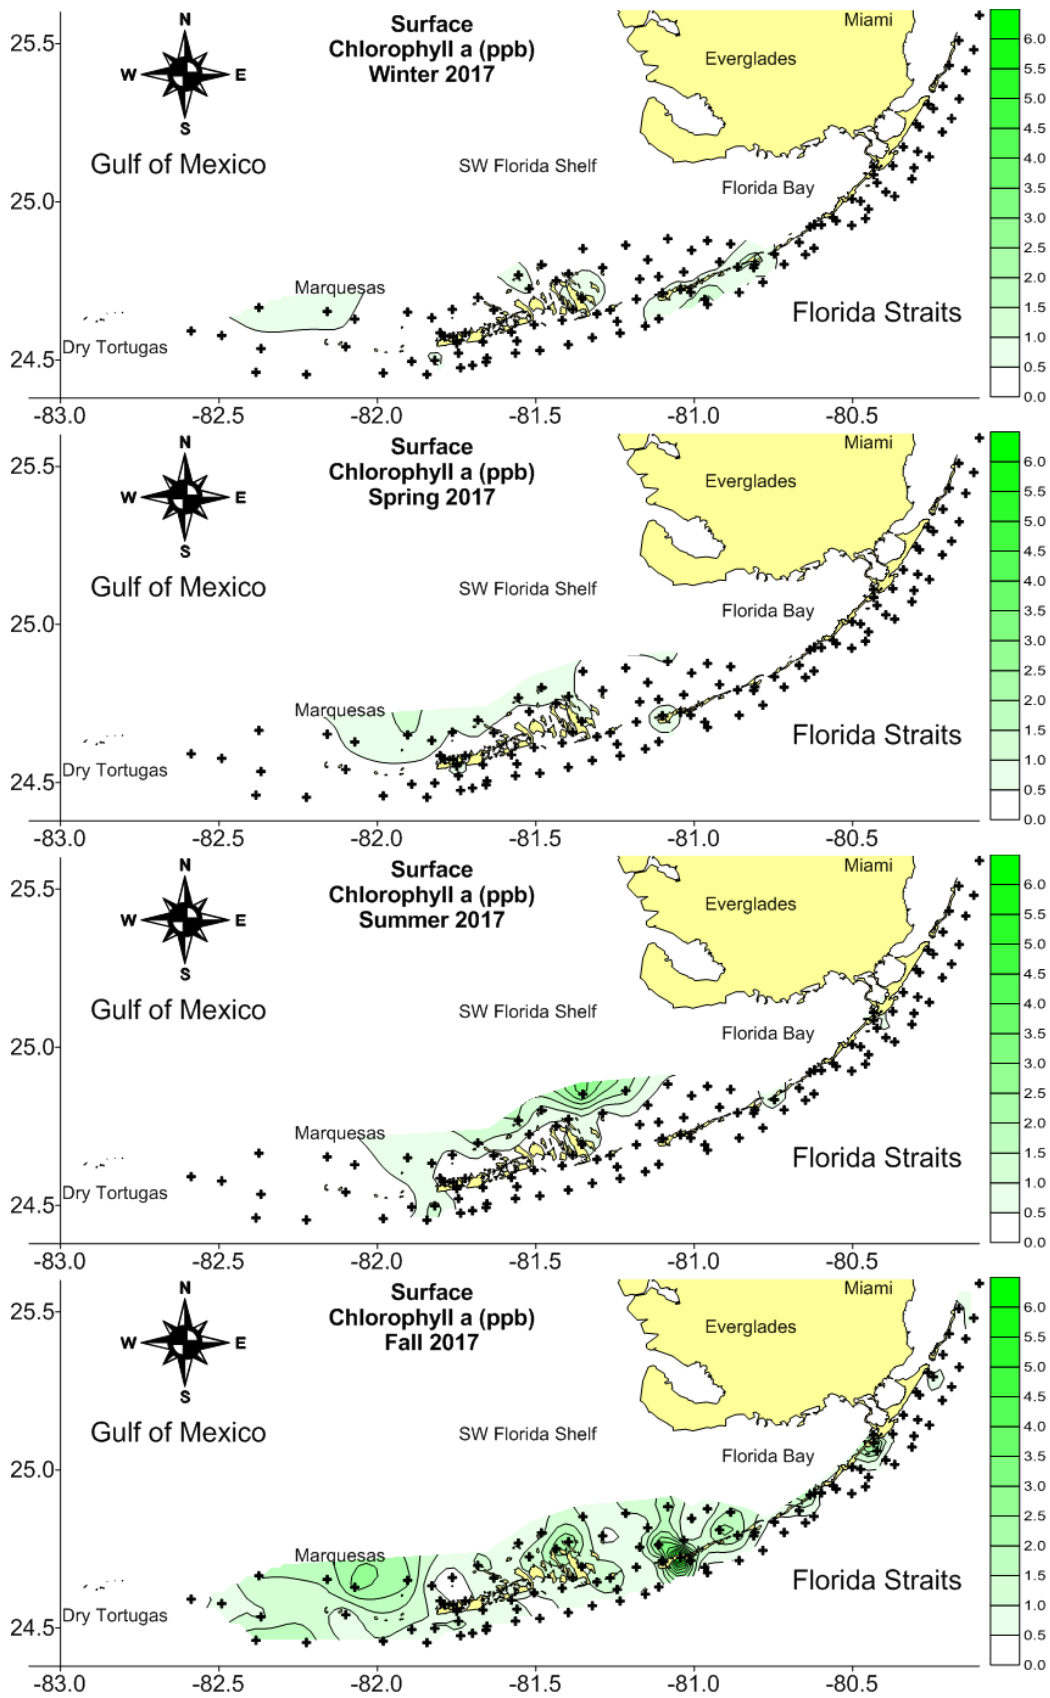 Surface
Chlorophyll a (ppb)
Winter 2017
N
W E
S
Gulf of Mexico
SW Florida Shelf
Everglades
Miami
Florida Bay
Marquesas
Dry Tortugas
Florida Straits
25.5
25.0
24.5
-83.0 -82.5 -82.0 -81.5 -81.0 -80.5
6.0
5.5
5.0
4.5
4.0
3.5
3.0
2.5
2.0
1.5
1.0
0.5
0.0
Surface
Chlorophyll a (ppb)
Spring 2017
N
W E
S
Gulf of Mexico
SW Florida Shelf
Everglades
Miami
Florida Bay
Marquesas
Dry Tortugas
Florida Straits
25.5
25.0
24.5
-83.0 -82.5 -82.0 -81.5 -81.0 -80.5
6.0
5.5
5.0
4.5
4.0
3.5
3.0
2.5
2.0
1.5
1.0
0.5
0.0
Surface
Chlorophyll a (ppb)
Summer 2017
N
W E
S
Gulf of Mexico
SW Florida Shelf
Everglades
Miami
Florida Bay
Marquesas
Dry Tortugas
Florida Straits
25.5
25.0
24.5
-83.0 -82.5 -82.0 -81.5 -81.0 -80.5
6.0
5.5
5.0
4.5
4.0
3.5
3.0
2.5
2.0
1.5
1.0
0.5
0.0
Surface
Chlorophyll a (ppb)
Fall 2017
N
W E
S
Gulf of Mexico
SW Florida Shelf
Everglades
Miami
Florida Bay
Marquesas
Dry Tortugas
Florida Straits
25.5
25.0
24.5
-83.0 -82.5 -82.0 -81.5 -81.0 -80.5
6.0
5.5
5.0
4.5
4.0
3.5
3.0
2.5
2.0
1.5
1.0
0.5
0.0